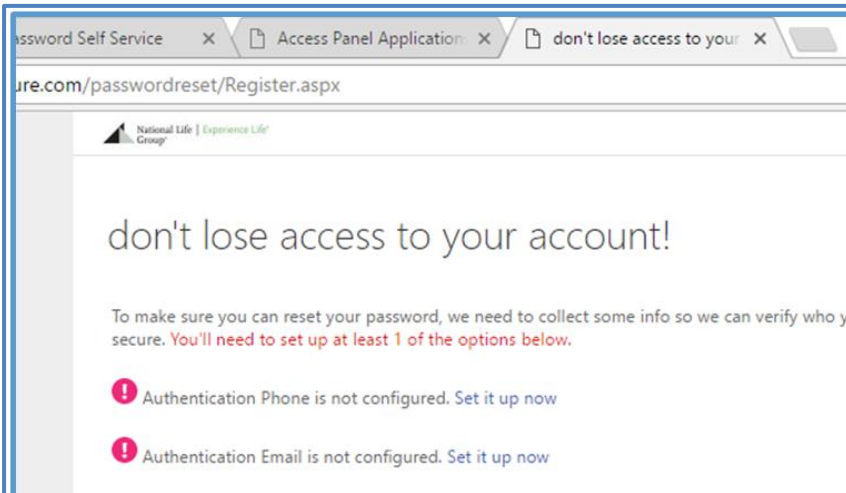 assword Self Service
Access Panel Application
don't lose access to your
ure.com/passwordreset/Register.aspx
National Life | Experience Life®
Group®
don't lose access to your account!
To make sure you can reset your password, we need to collect some info so we can verify who y
secure. You'll need to set up at least 1 of the options below.
Authentication Phone is not configured. Set it up now
Authentication Email is not configured. Set it up now